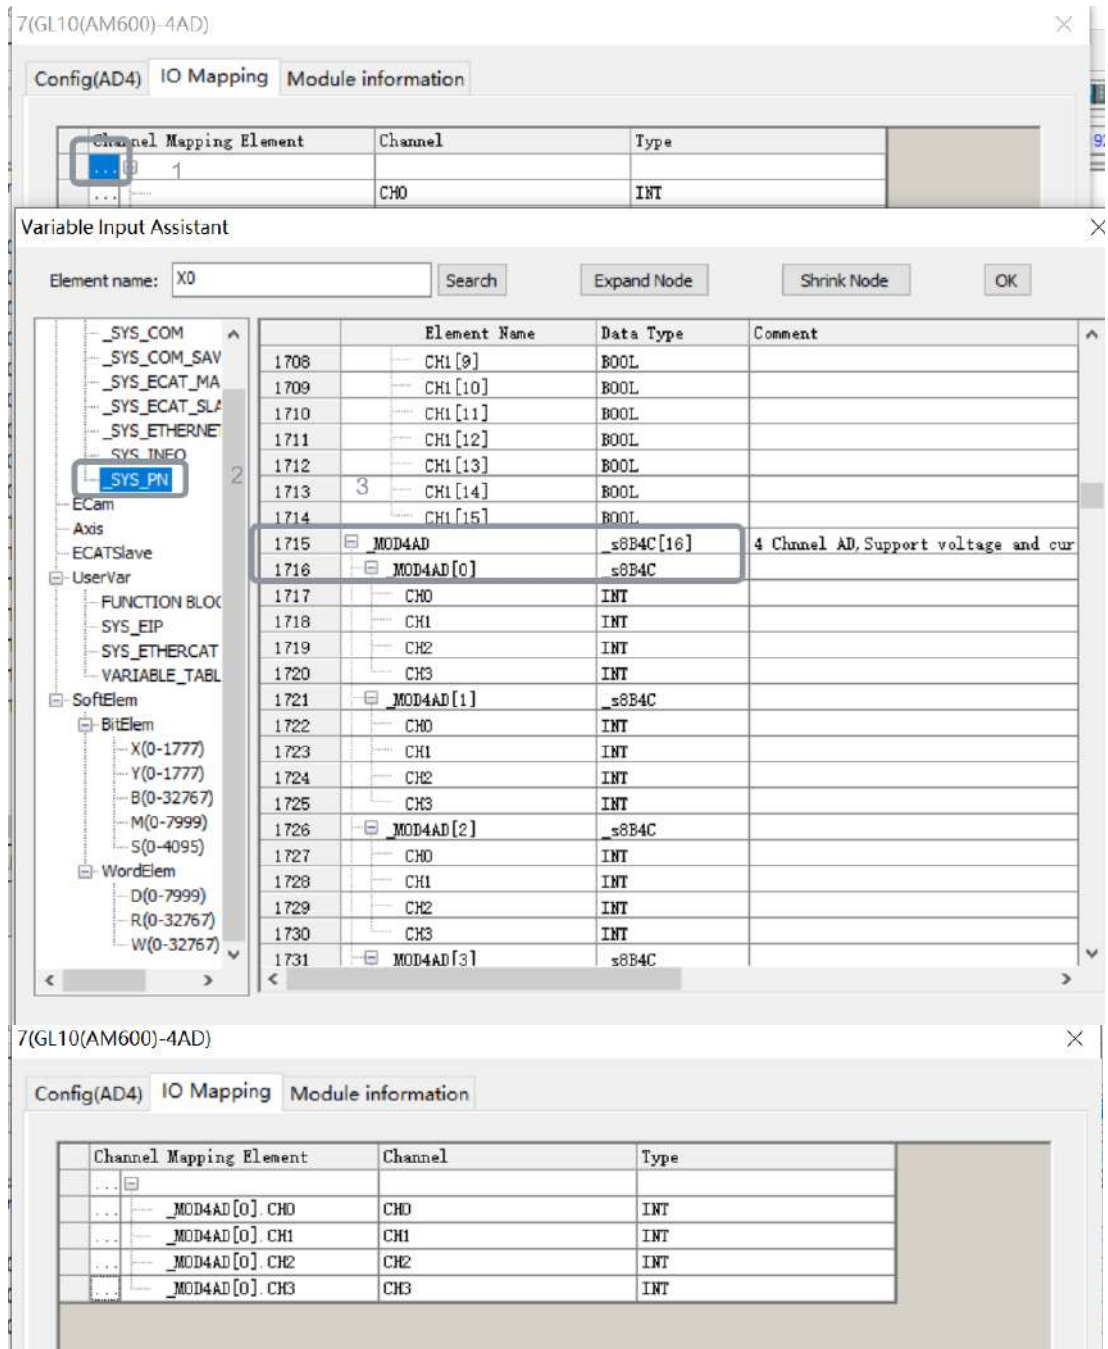 7(GL10(AM600)-4AD)
Config(AD4) IO Mapping Module information
Channel Mapping Element Channel Type
... 1
... CH0 INT
Variable Input Assistant
Element name: X0 Search Expand Node Shrink Node OK
_SYS_COM
_SYS_COM_SAV
_SYS_ECAT_MA
_SYS_ECAT_SLA
_SYS_ETHERNET
_SYS_INFO
_SYS_PN 2
ECam
Axis
ECATSlave
UserVar
FUNCTION BLOC
SYS_EIP
SYS_ETHERCAT
VARIABLE_TABL
SoftElem
BitElem
X(0-1777)
Y(0-1777)
B(0-32767)
M(0-7999)
S(0-4095)
WordElem
D(0-7999)
R(0-32767)
W(0-32767)
Element Name Data Type Comment
1708 CH1[9] BOOL
1709 CH1[10] BOOL
1710 CH1[11] BOOL
1711 CH1[12] BOOL
1712 CH1[13] BOOL
1713 3 CH1[14] BOOL
1714 CH1[15] BOOL
1715 _MOD4AD _s8B4C[16] 4 Chnnel AD,Support voltage and cur
1716 _MOD4AD[0] _s8B4C
1717 CH0 INT
1718 CH1 INT
1719 CH2 INT
1720 CH3 INT
1721 _MOD4AD[1] _s8B4C
1722 CH0 INT
1723 CH1 INT
1724 CH2 INT
1725 CH3 INT
1726 _MOD4AD[2] _s8B4C
1727 CH0 INT
1728 CH1 INT
1729 CH2 INT
1730 CH3 INT
1731 _MOD4AD[3] _s8B4C
7(GL10(AM600)-4AD)
Config(AD4) IO Mapping Module information
Channel Mapping Element Channel Type
...
... _MOD4AD[0].CH0 CH0 INT
... _MOD4AD[0].CH1 CH1 INT
... _MOD4AD[0].CH2 CH2 INT
... _MOD4AD[0].CH3 CH3 INT